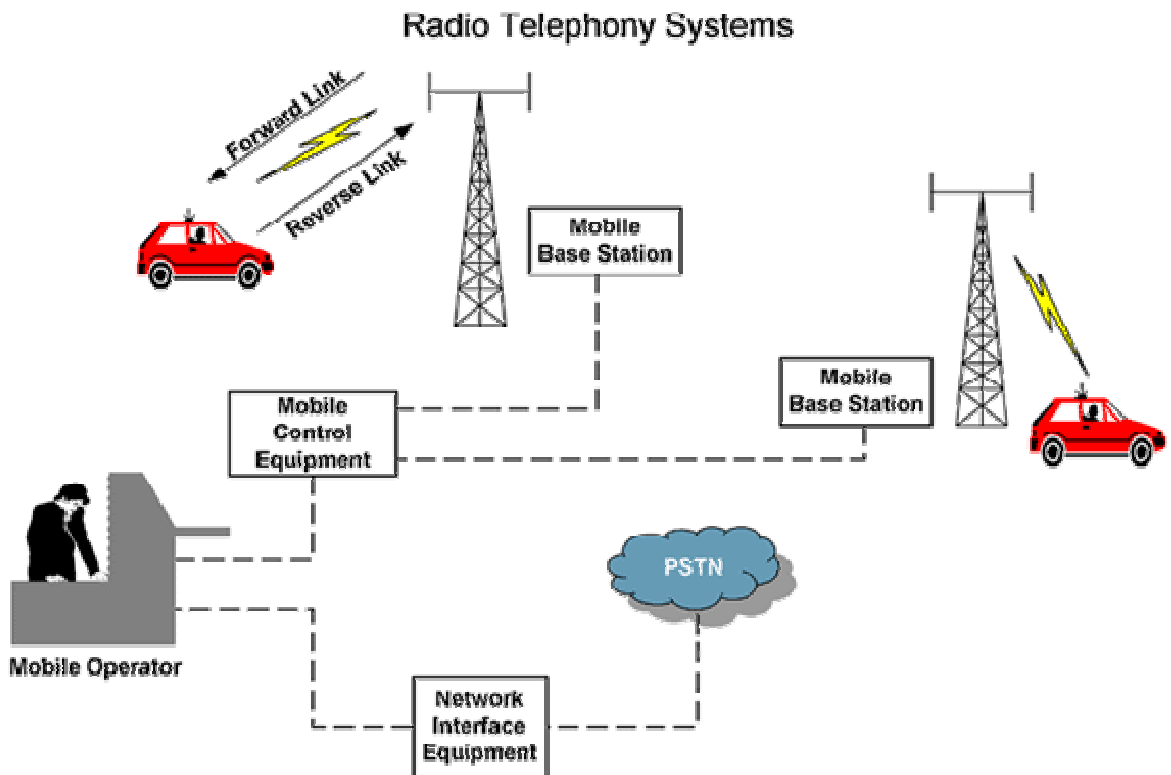 Radio Telephony Systems
Forward Link
Reverse Link
Mobile
Base Station
Mobile
Base Station
Mobile
Control
Equipment
PSTN
Mobile Operator
Network
Interface
Equipment